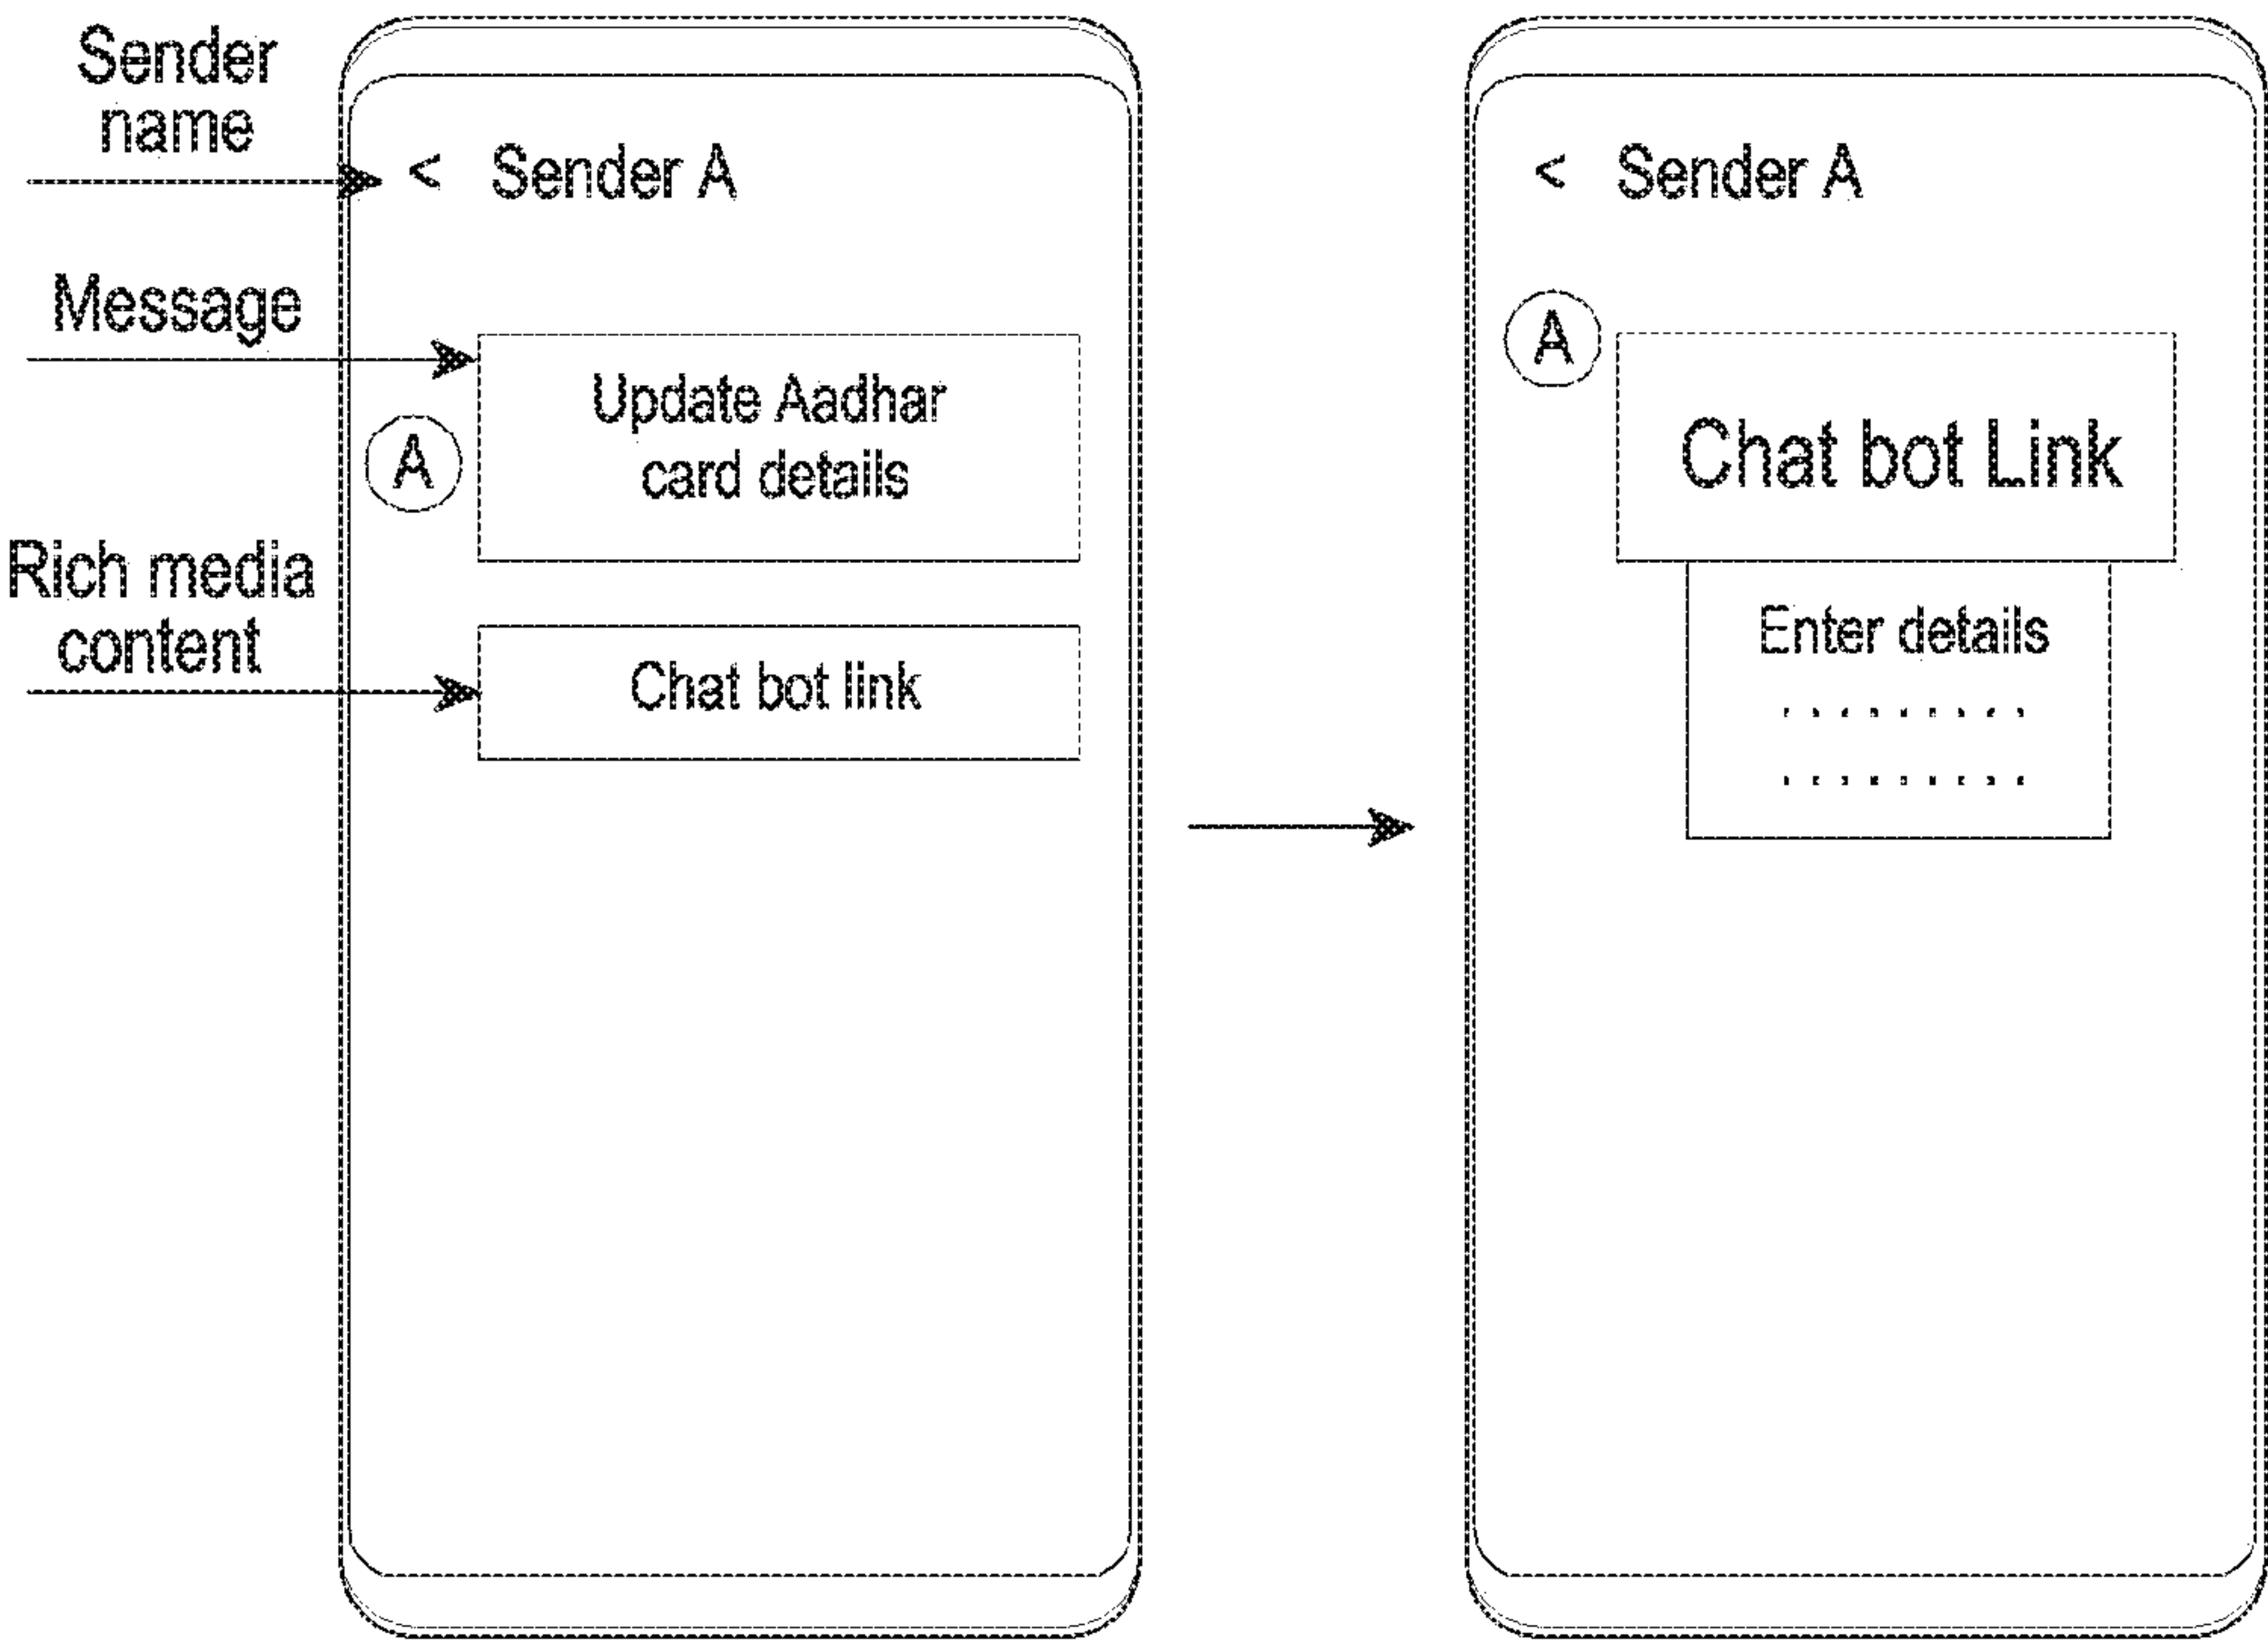 Sender
name
< Sender A
Message
Update Aadhar
card details
A
Rich media
content
Chat bot link
< Sender A
A
Chat bot Link
Enter details
. . . . . . . . .
. . . . . . . . .